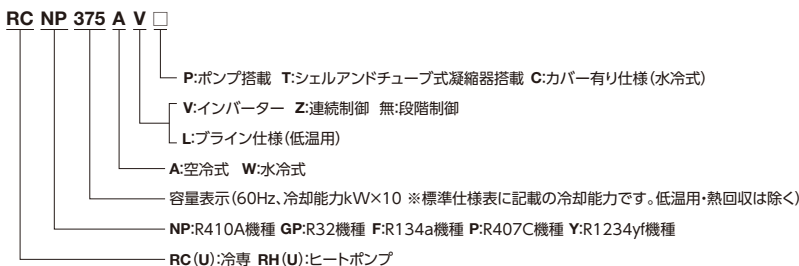 RC NP 375 A V □
P:ポンプ搭載 T:シェルアンドチューブ式凝縮器搭載 C:カバー有り仕様(水冷式)
V:インバーター Z:連続制御 無:段階制御
L:ブライン仕様(低温用)
A:空冷式 W:水冷式
容量表示(60Hz、冷却能力kW×10 ※標準仕様表に記載の冷却能力です。低温用・熱回収は除く)
NP:R410A機種 GP:R32機種 F:R134a機種 P:R407C機種 Y:R1234yf機種
RC(U):冷専 RH(U):ヒートポンプ